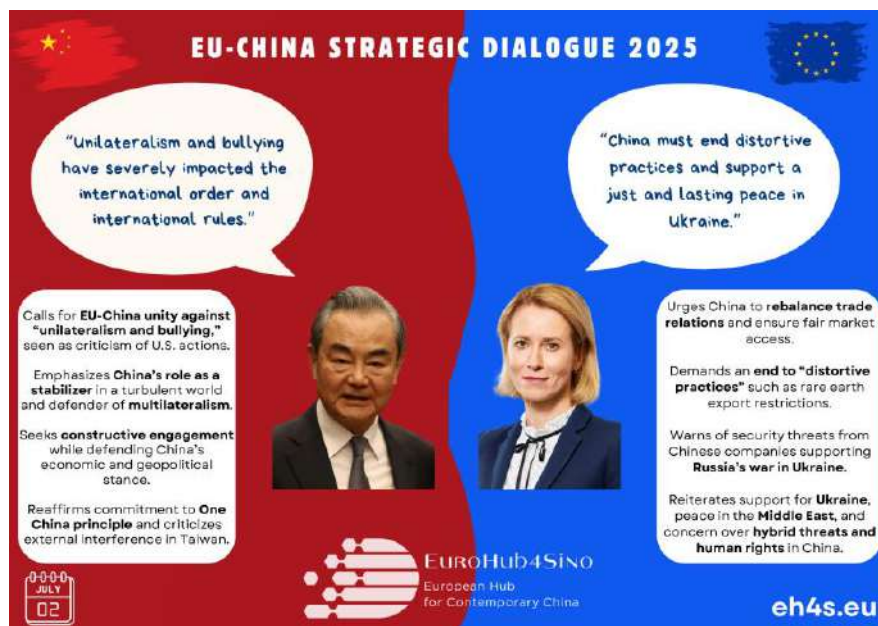 EU-CHINA STRATEGIC DIALOGUE 2025
“Unilateralism and bullying
have severely impacted the
international order and
international rules.”
“China must end distortive
practices and support a
just and lasting peace in
Ukraine.”
Calls for EU-China unity against
“unilateralism and bullying,”
seen as criticism of U.S. actions.
Emphasizes China’s role as a
stabilizer in a turbulent world
and defender of multilateralism.
Seeks constructive engagement
while defending China’s
economic and geopolitical
stance.
Reaffirms commitment to One
China principle and criticizes
external interference in Taiwan.
Urges China to rebalance trade
relations and ensure fair market
access.
Demands an end to “distortive
practices” such as rare earth
export restrictions.
Warns of security threats from
Chinese companies supporting
Russia’s war in Ukraine.
Reiterates support for Ukraine,
peace in the Middle East, and
concern over hybrid threats and
human rights in China.
JULY
02
EuroHub4Sino
European Hub
for Contemporary China
eh4s.eu